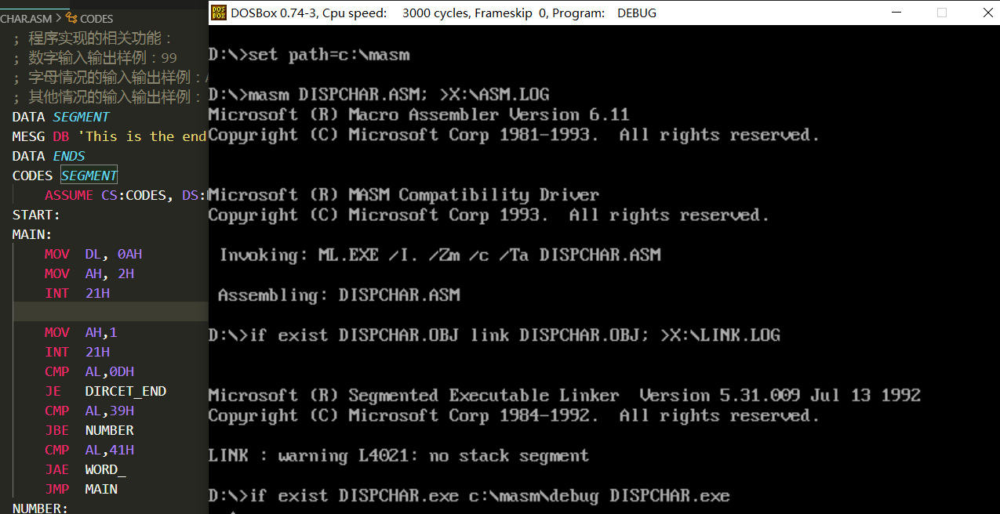 CHAR.ASM > CODES
; 程序实现的相关功能：
; 数字输入输出样例：99
; 字母情况的输入输出样例：
; 其他情况的输入输出样例：
DATA SEGMENT
MESG DB 'This is the end
DATA ENDS
CODES SEGMENT
ASSUME CS:CODES, DS:
START:
MAIN:
MOV DL, 0AH
MOV AH, 2H
INT 21H
MOV AH,1
INT 21H
CMP AL,0DH
JE DIRCET_END
CMP AL,39H
JBE NUMBER
CMP AL,41H
JAE WORD_
JMP MAIN
NUMBER:
DOSBox 0.74-3, Cpu speed: 3000 cycles, Frameskip 0, Program: DEBUG
D:\>set path=c:\masm
D:\>masm DISPCHAR.ASM; >X:\ASM.LOG
Microsoft (R) Macro Assembler Version 6.11
Copyright (C) Microsoft Corp 1981-1993. All rights reserved.
Microsoft (R) MASM Compatibility Driver
Copyright (C) Microsoft Corp 1993. All rights reserved.
Invoking: ML.EXE /I. /Zm /c /Ta DISPCHAR.ASM
Assembling: DISPCHAR.ASM
D:\>if exist DISPCHAR.OBJ link DISPCHAR.OBJ; >X:\LINK.LOG
Microsoft (R) Segmented Executable Linker Version 5.31.009 Jul 13 1992
Copyright (C) Microsoft Corp 1984-1992. All rights reserved.
LINK : warning L4021: no stack segment
D:\>if exist DISPCHAR.exe c:\masm\debug DISPCHAR.exe